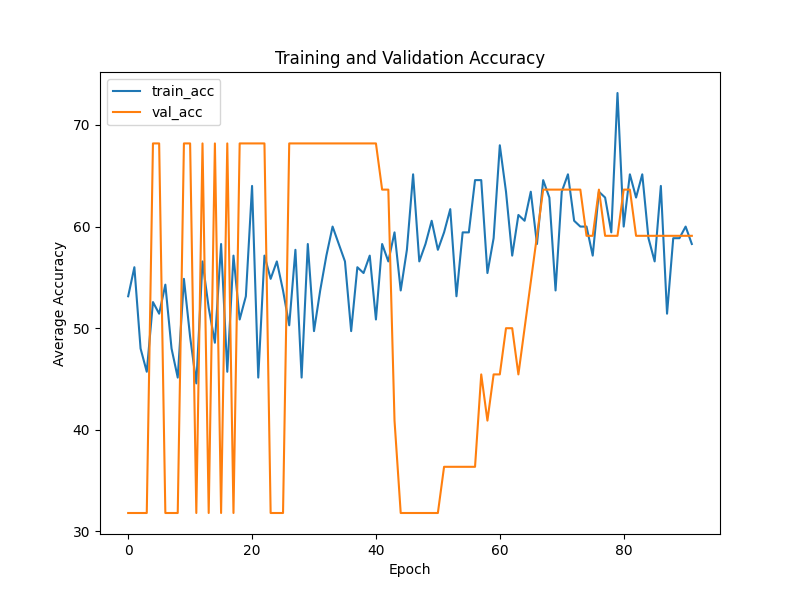 Training and Validation Accuracy
train_acc
val_acc
70
60
50
40
30
Average Accuracy
0 20 40 60 80
Epoch